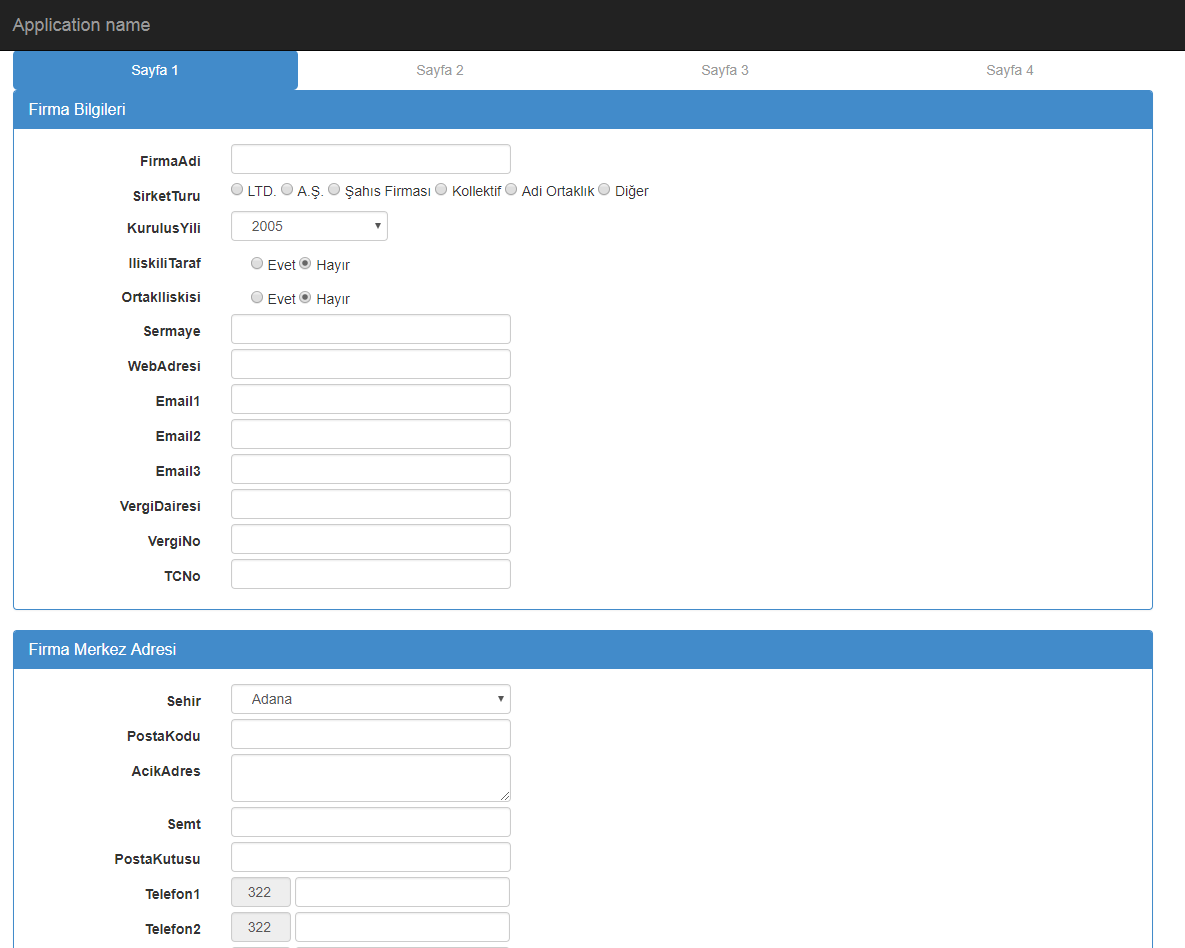 Application name
Sayfa 1 Sayfa 2 Sayfa 3 Sayfa 4
Firma Bilgileri
FirmaAdi
SirketTuru LTD. A.Ş. Şahıs Firması Kollektif Adi Ortaklık Diğer
KurulusYili 2005
IliskiliTaraf Evet Hayır
OrtakIliskisi Evet Hayır
Sermaye
WebAdresi
Email1
Email2
Email3
VergiDairesi
VergiNo
TCNo
Firma Merkez Adresi
Sehir Adana
PostaKodu
AcikAdres
Semt
PostaKutusu
Telefon1 322
Telefon2 322